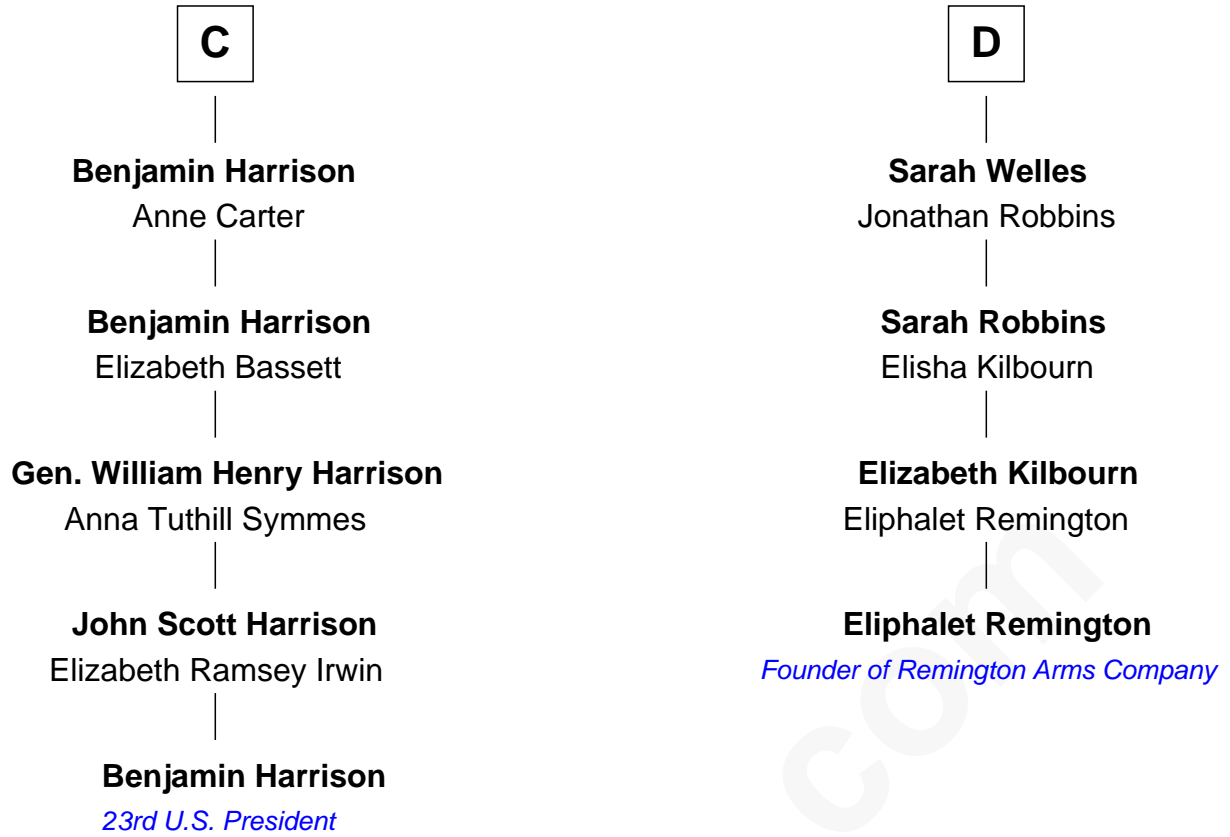 C
Benjamin Harrison
Anne Carter
Benjamin Harrison
Elizabeth Bassett
Gen. William Henry Harrison
Anna Tuthill Symmes
John Scott Harrison
Elizabeth Ramsey Irwin
Benjamin Harrison
23rd U.S. President
D
Sarah Welles
Jonathan Robbins
Sarah Robbins
Elisha Kilbourn
Elizabeth Kilbourn
Eliphalet Remington
Eliphalet Remington
Founder of Remington Arms Company
com